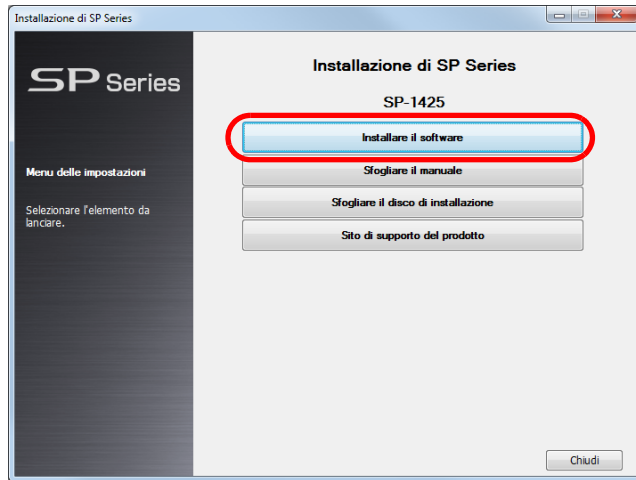 Installazione di SP Series
SP Series
Installazione di SP Series
SP-1425
Installare il software
Menu delle impostazioni
Sfogliare il manuale
Selezionare l'elemento da
lanciare.
Sfogliare il disco di installazione
Sito di supporto del prodotto
Chiudi